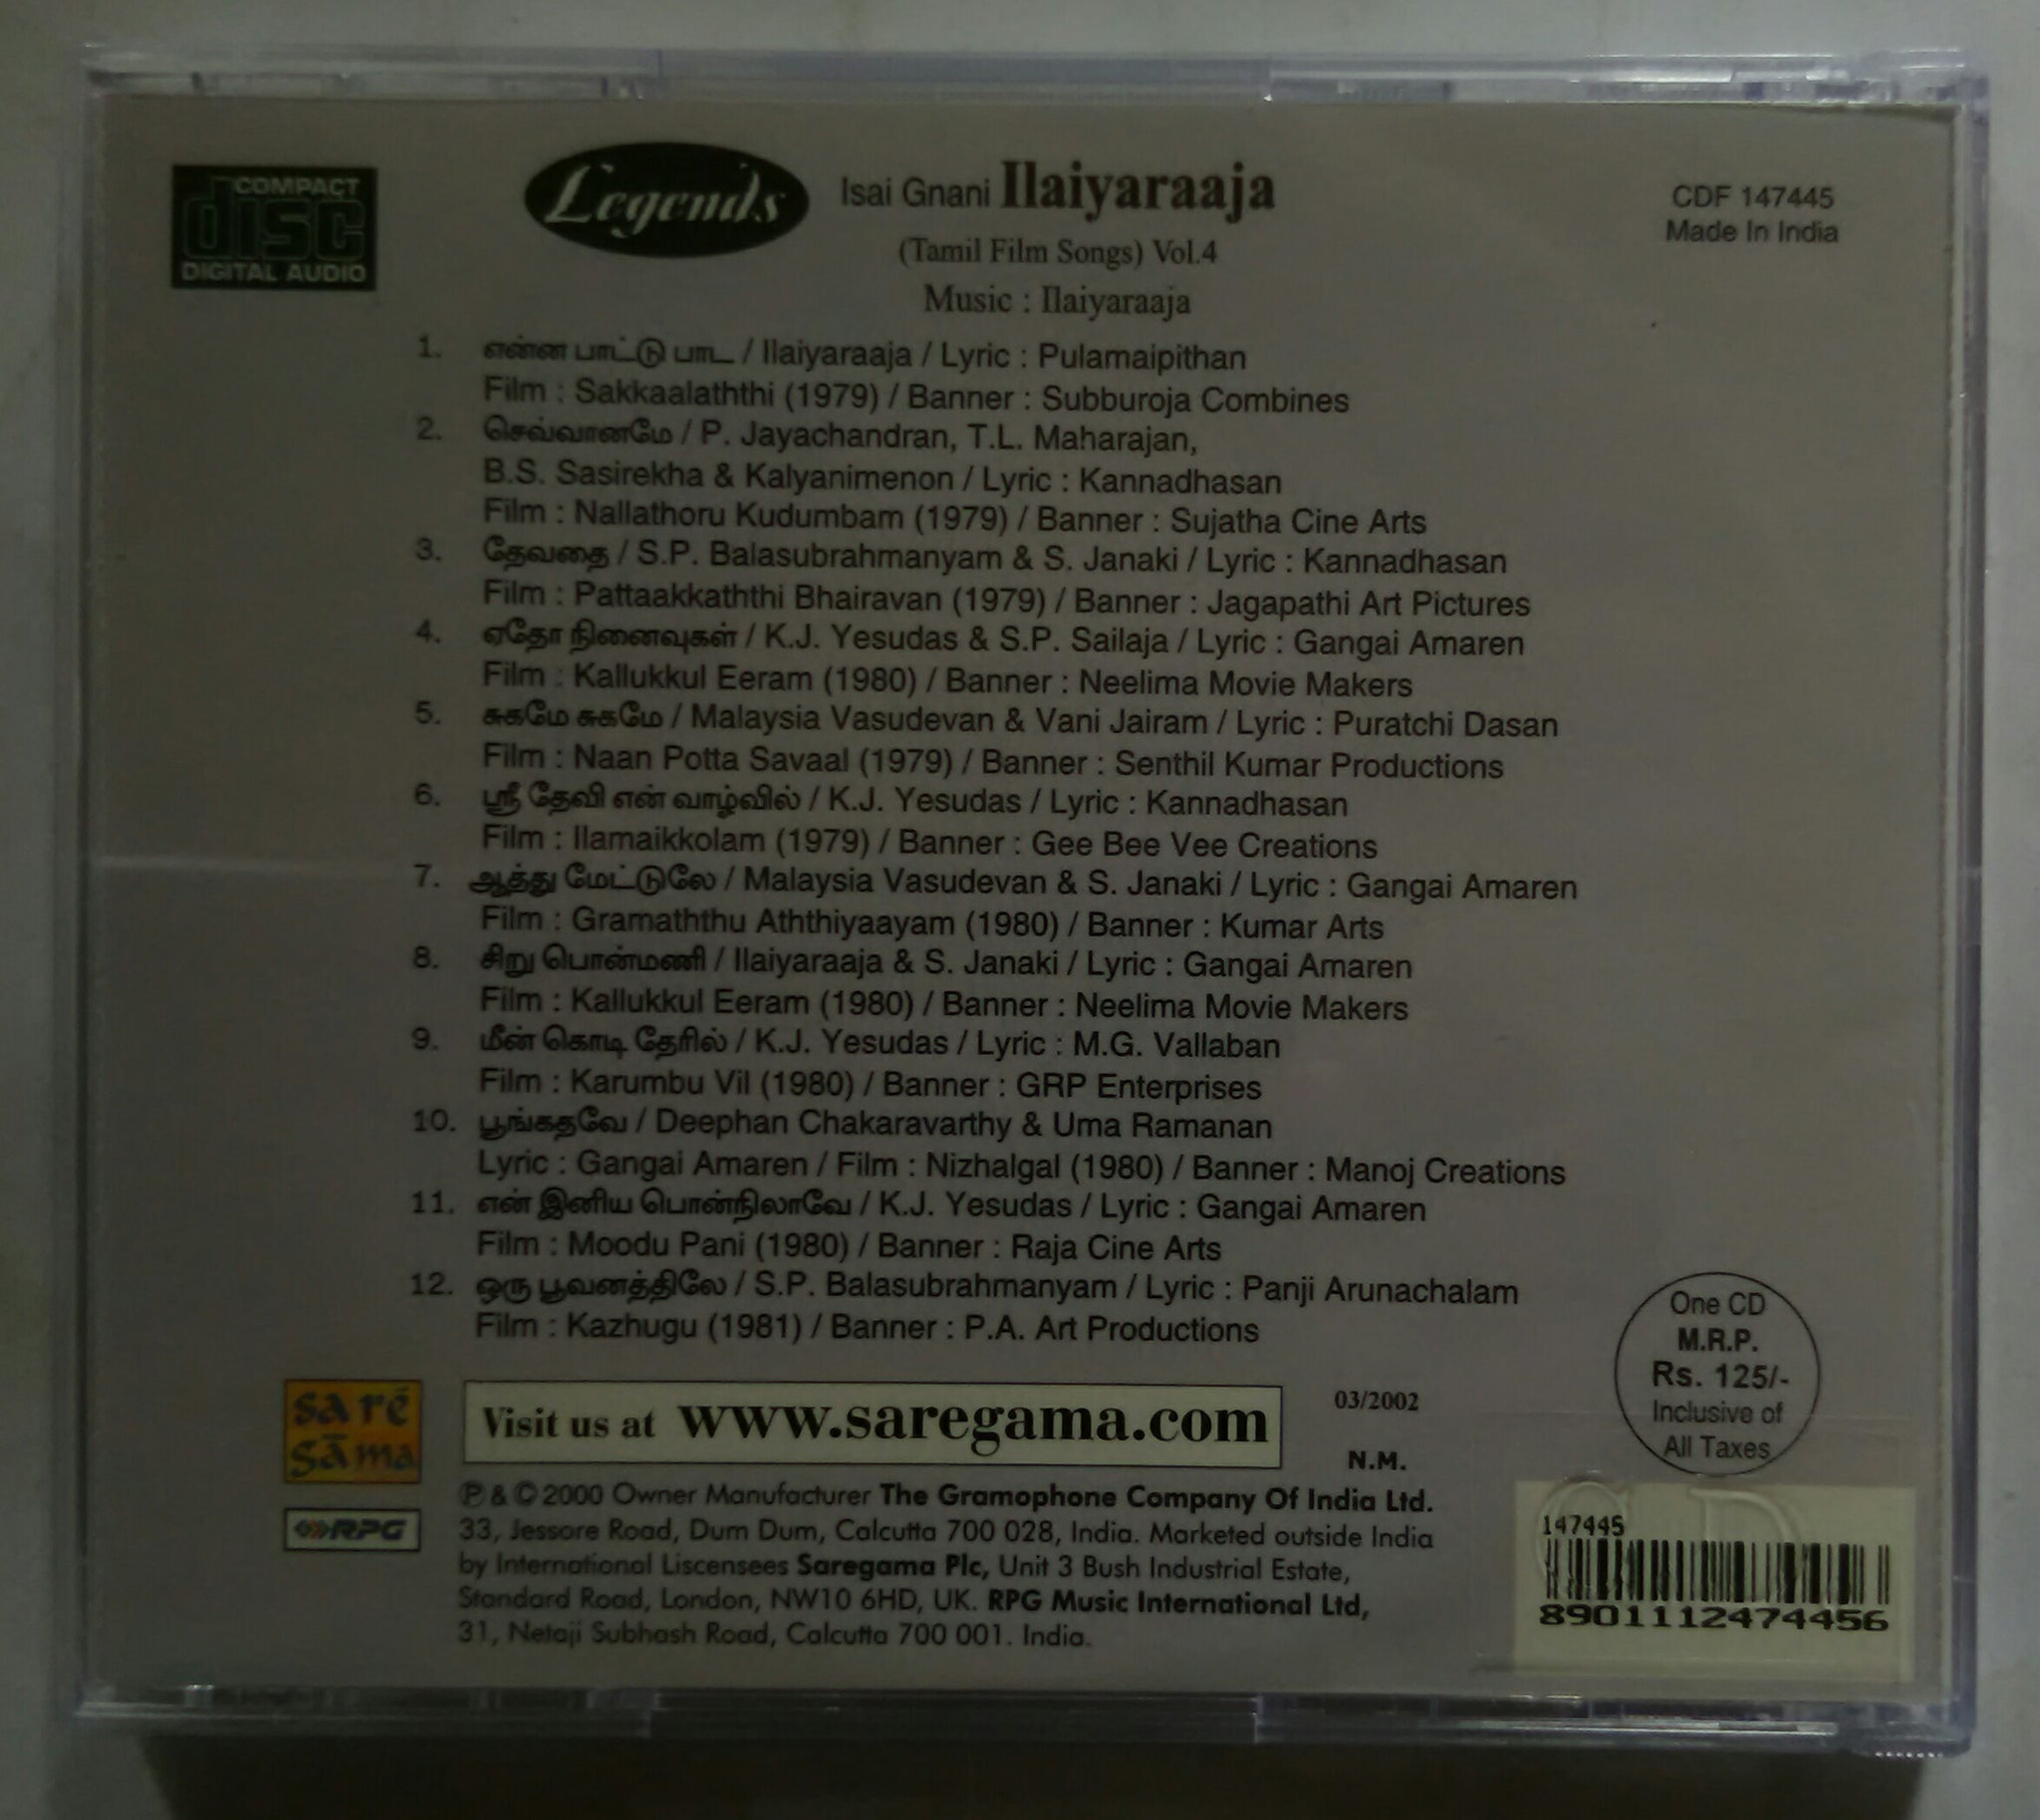 COMPACT
disc
DIGITAL AUDIO
Legends
Isai Gnani Ilaiyaraaja
(Tamil Film Songs) Vol.4
Music : Ilaiyaraaja
CDF 147445
Made In India
1. என்ன பாட்டு பாட / Ilaiyaraaja / Lyric : Pulamaipithan
Film : Sakkaalaththi (1979) / Banner : Subburoja Combines
2. செவ்வானமே / P. Jayachandran, T.L. Maharajan,
B.S. Sasirekha & Kalyanimenon / Lyric : Kannadhasan
Film : Nallathoru Kudumbam (1979) / Banner : Sujatha Cine Arts
3. தேவதை / S.P. Balasubrahmanyam & S. Janaki / Lyric : Kannadhasan
Film : Pattaakkaththi Bhairavan (1979) / Banner : Jagapathi Art Pictures
4. ஏதோ நினைவுகள் / K.J. Yesudas & S.P. Sailaja / Lyric : Gangai Amaren
Film : Kallukkul Eeram (1980) / Banner : Neelima Movie Makers
5. சுகமே சுகமே / Malaysia Vasudevan & Vani Jairam / Lyric : Puratchi Dasan
Film : Naan Potta Savaal (1979) / Banner : Senthil Kumar Productions
6. ஸ்ரீ தேவி என் வாழ்வில் / K.J. Yesudas / Lyric : Kannadhasan
Film : Ilamaikkolam (1979) / Banner : Gee Bee Vee Creations
7. ஆத்து மேட்டுலே / Malaysia Vasudevan & S. Janaki / Lyric : Gangai Amaren
Film : Gramaththu Aththiyaayam (1980) / Banner : Kumar Arts
8. சிறு பொன்மணி / Ilaiyaraaja & S. Janaki / Lyric : Gangai Amaren
Film : Kallukkul Eeram (1980) / Banner : Neelima Movie Makers
9. மீன் கொடி தேரில் / K.J. Yesudas / Lyric : M.G. Vallaban
Film : Karumbu Vil (1980) / Banner : GRP Enterprises
10. பூங்கதவே / Deephan Chakaravarthy & Uma Ramanan
Lyric : Gangai Amaren / Film : Nizhalgal (1980) / Banner : Manoj Creations
11. என் இனிய பொன்நிலாவே / K.J. Yesudas / Lyric : Gangai Amaren
Film : Moodu Pani (1980) / Banner : Raja Cine Arts
12. ஒரு பூவனத்திலே / S.P. Balasubrahmanyam / Lyric : Panji Arunachalam
Film : Kazhugu (1981) / Banner : P.A. Art Productions
One CD
M.R.P.
Rs. 125/-
Inclusive of
All Taxes
sa rē
gā ma
Visit us at www.saregama.com
03/2002
N.M.
RPG
℗ & © 2000 Owner Manufacturer The Gramophone Company Of India Ltd.
33, Jessore Road, Dum Dum, Calcutta 700 028, India. Marketed outside India
by International Liscensees Saregama Plc, Unit 3 Bush Industrial Estate,
Standard Road, London, NW10 6HD, UK. RPG Music International Ltd,
31, Netaji Subhash Road, Calcutta 700 001. India.
CD
147445
8901112474456